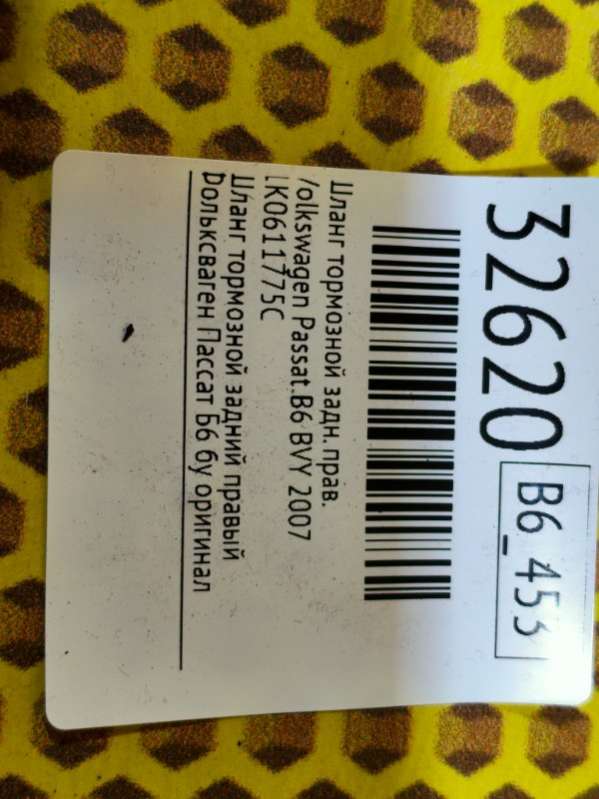 32620
B6_453
Шланг тормозной задн. прав.
Volkswagen Passat.B6 BVY 2007
1K0611775C
Шланг тормозной задний правый
Фольксваген Пассат Б6 бу оригинал